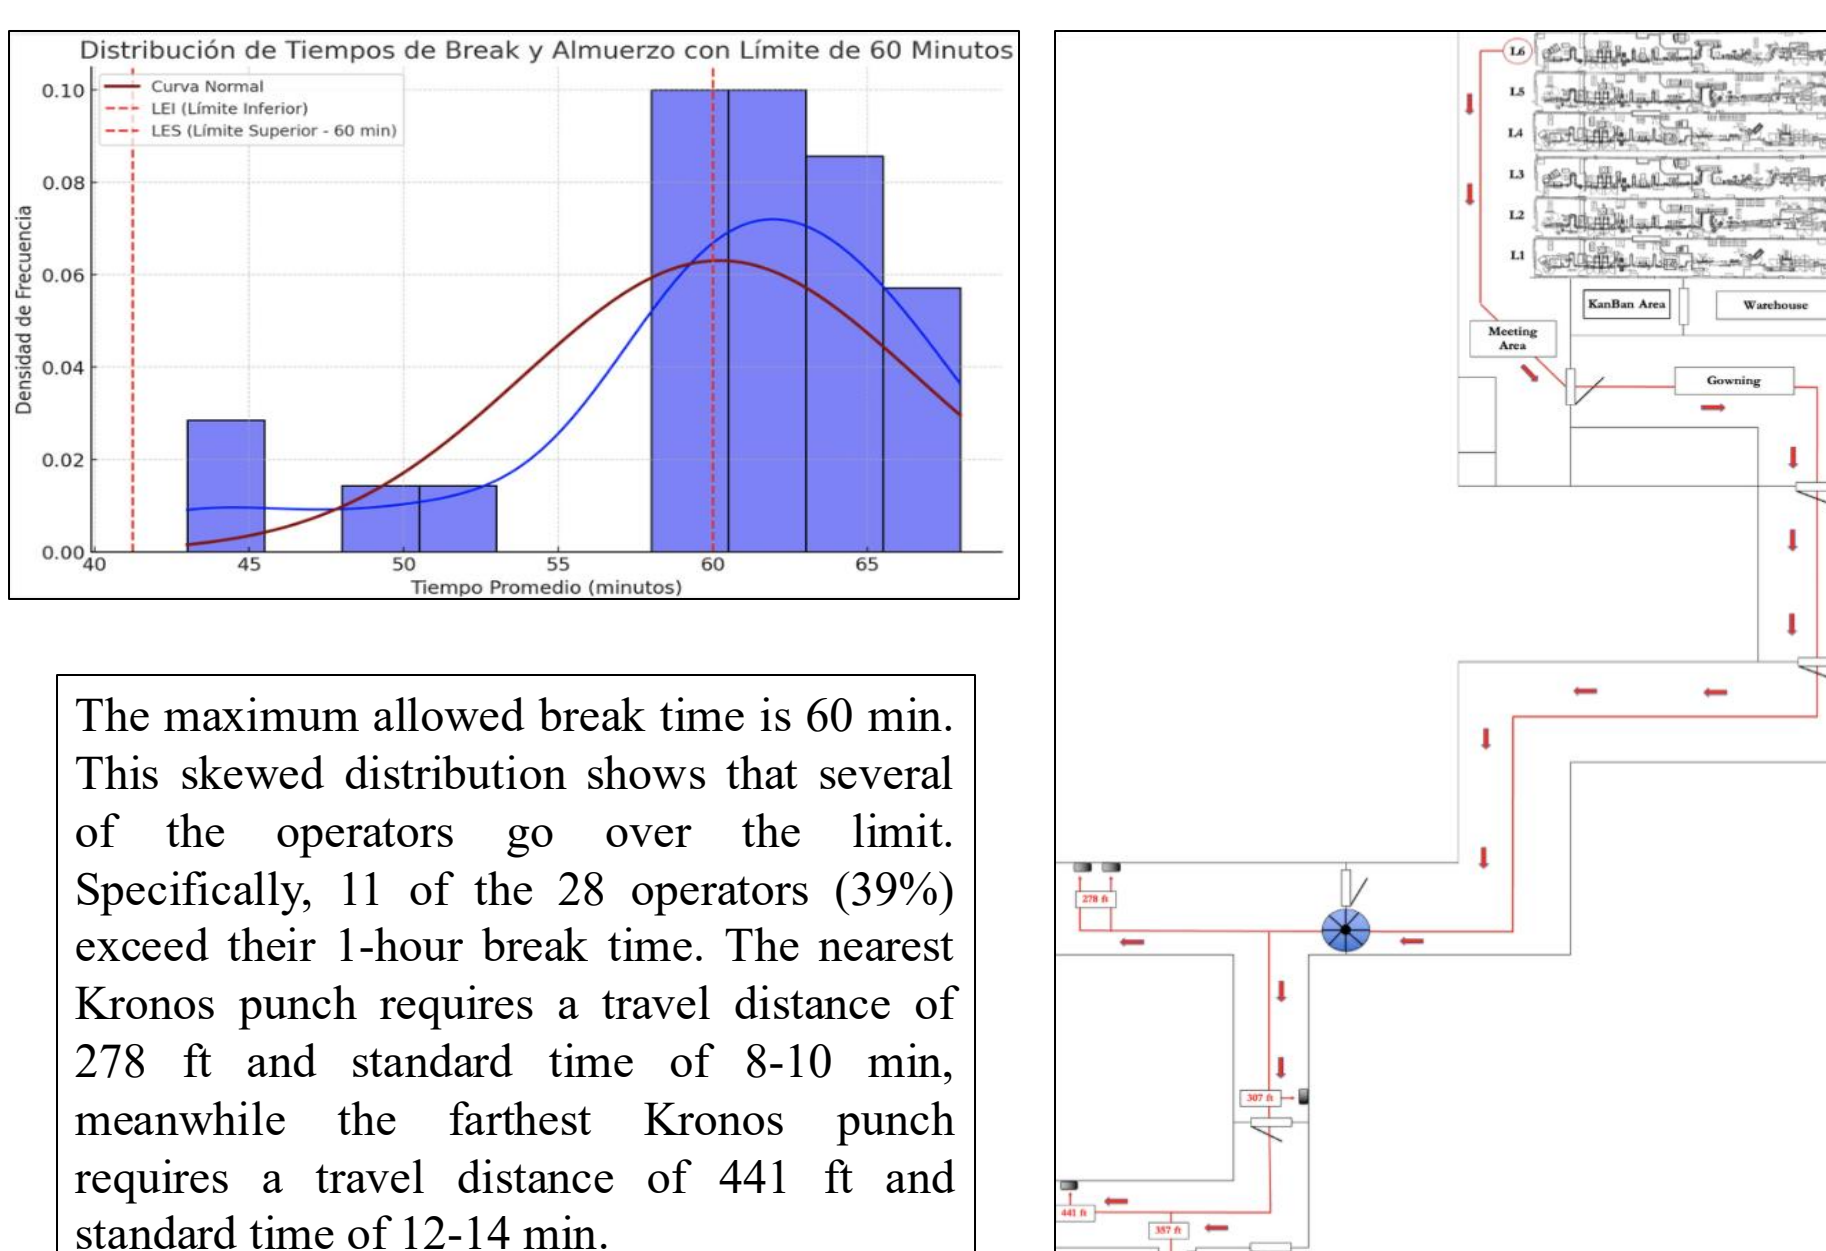 Distribución de Tiempos de Break y Almuerzo con Límite de 60 Minutos
Curva Normal
LEI (Límite Inferior)
LES (Límite Superior - 60 min)
Densidad de Frecuencia
0.10
0.08
0.06
0.04
0.02
0.00
40 45 50 55 60 65
Tiempo Promedio (minutos)
The maximum allowed break time is 60 min.
This skewed distribution shows that several
of the operators go over the limit.
Specifically, 11 of the 28 operators (39%)
exceed their 1-hour break time. The nearest
Kronos punch requires a travel distance of
278 ft and standard time of 8-10 min,
meanwhile the farthest Kronos punch
requires a travel distance of 441 ft and
standard time of 12-14 min.
L6
L5
L4
L3
L2
L1
KanBan Area
Warehouse
Meeting
Area
Gowning
278 ft
307 ft
441 ft
357 ft